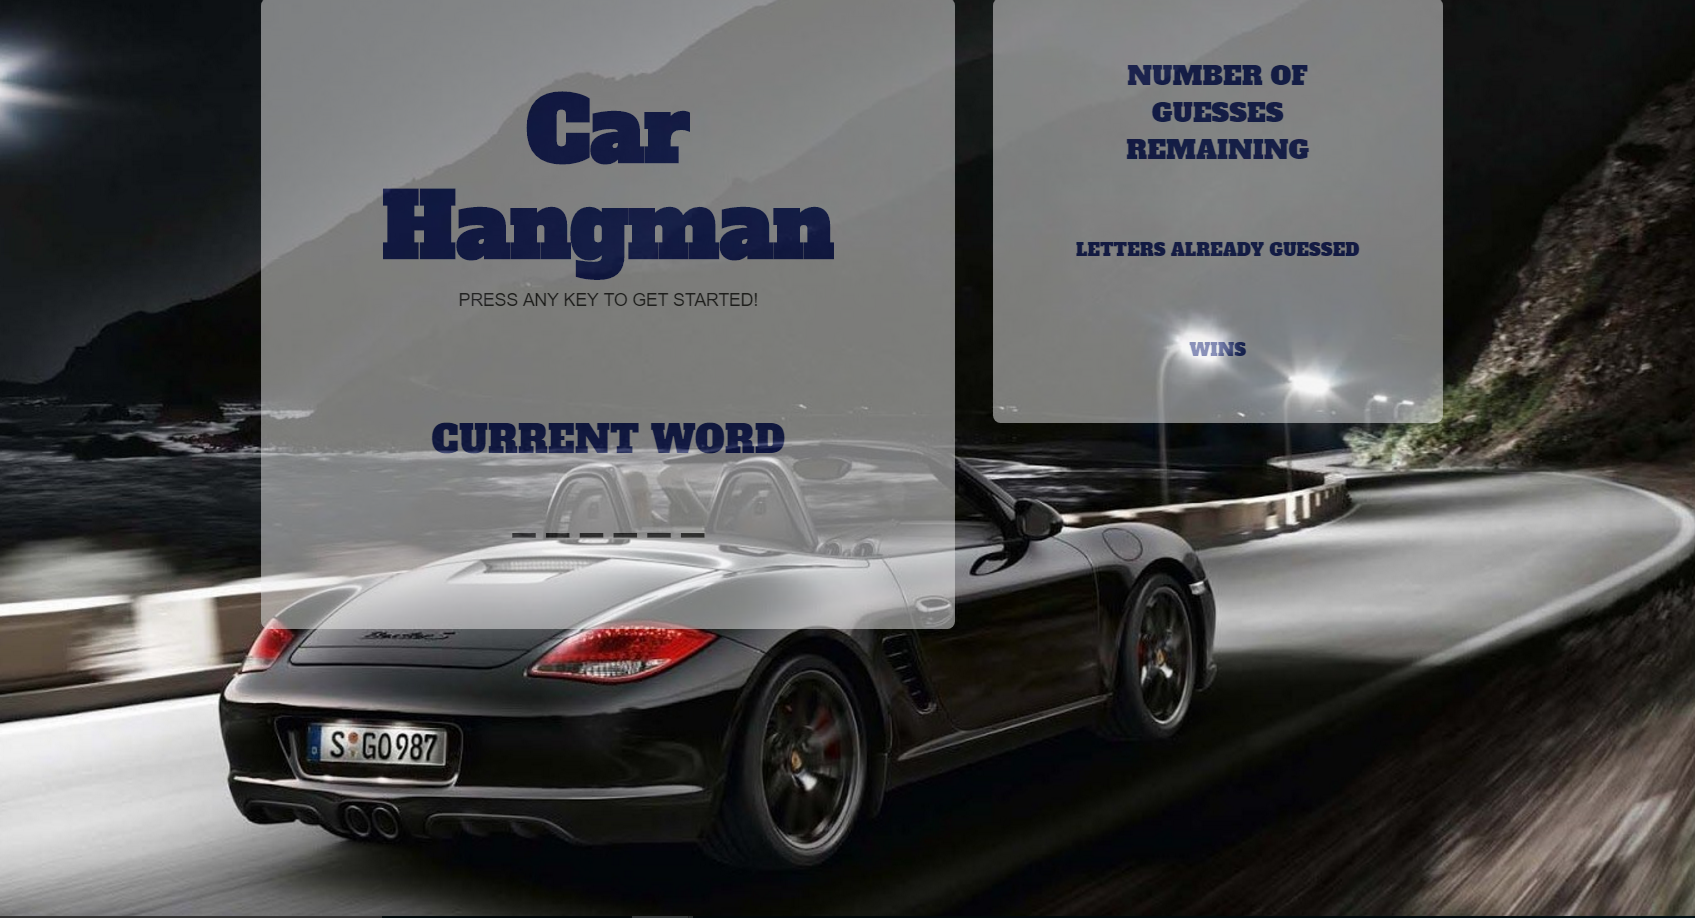 Car
Hangman
PRESS ANY KEY TO GET STARTED!
CURRENT WORD
_ _ _ _ _ _
NUMBER OF
GUESSES
REMAINING
LETTERS ALREADY GUESSED
WINS
Boxster S
S GO 987